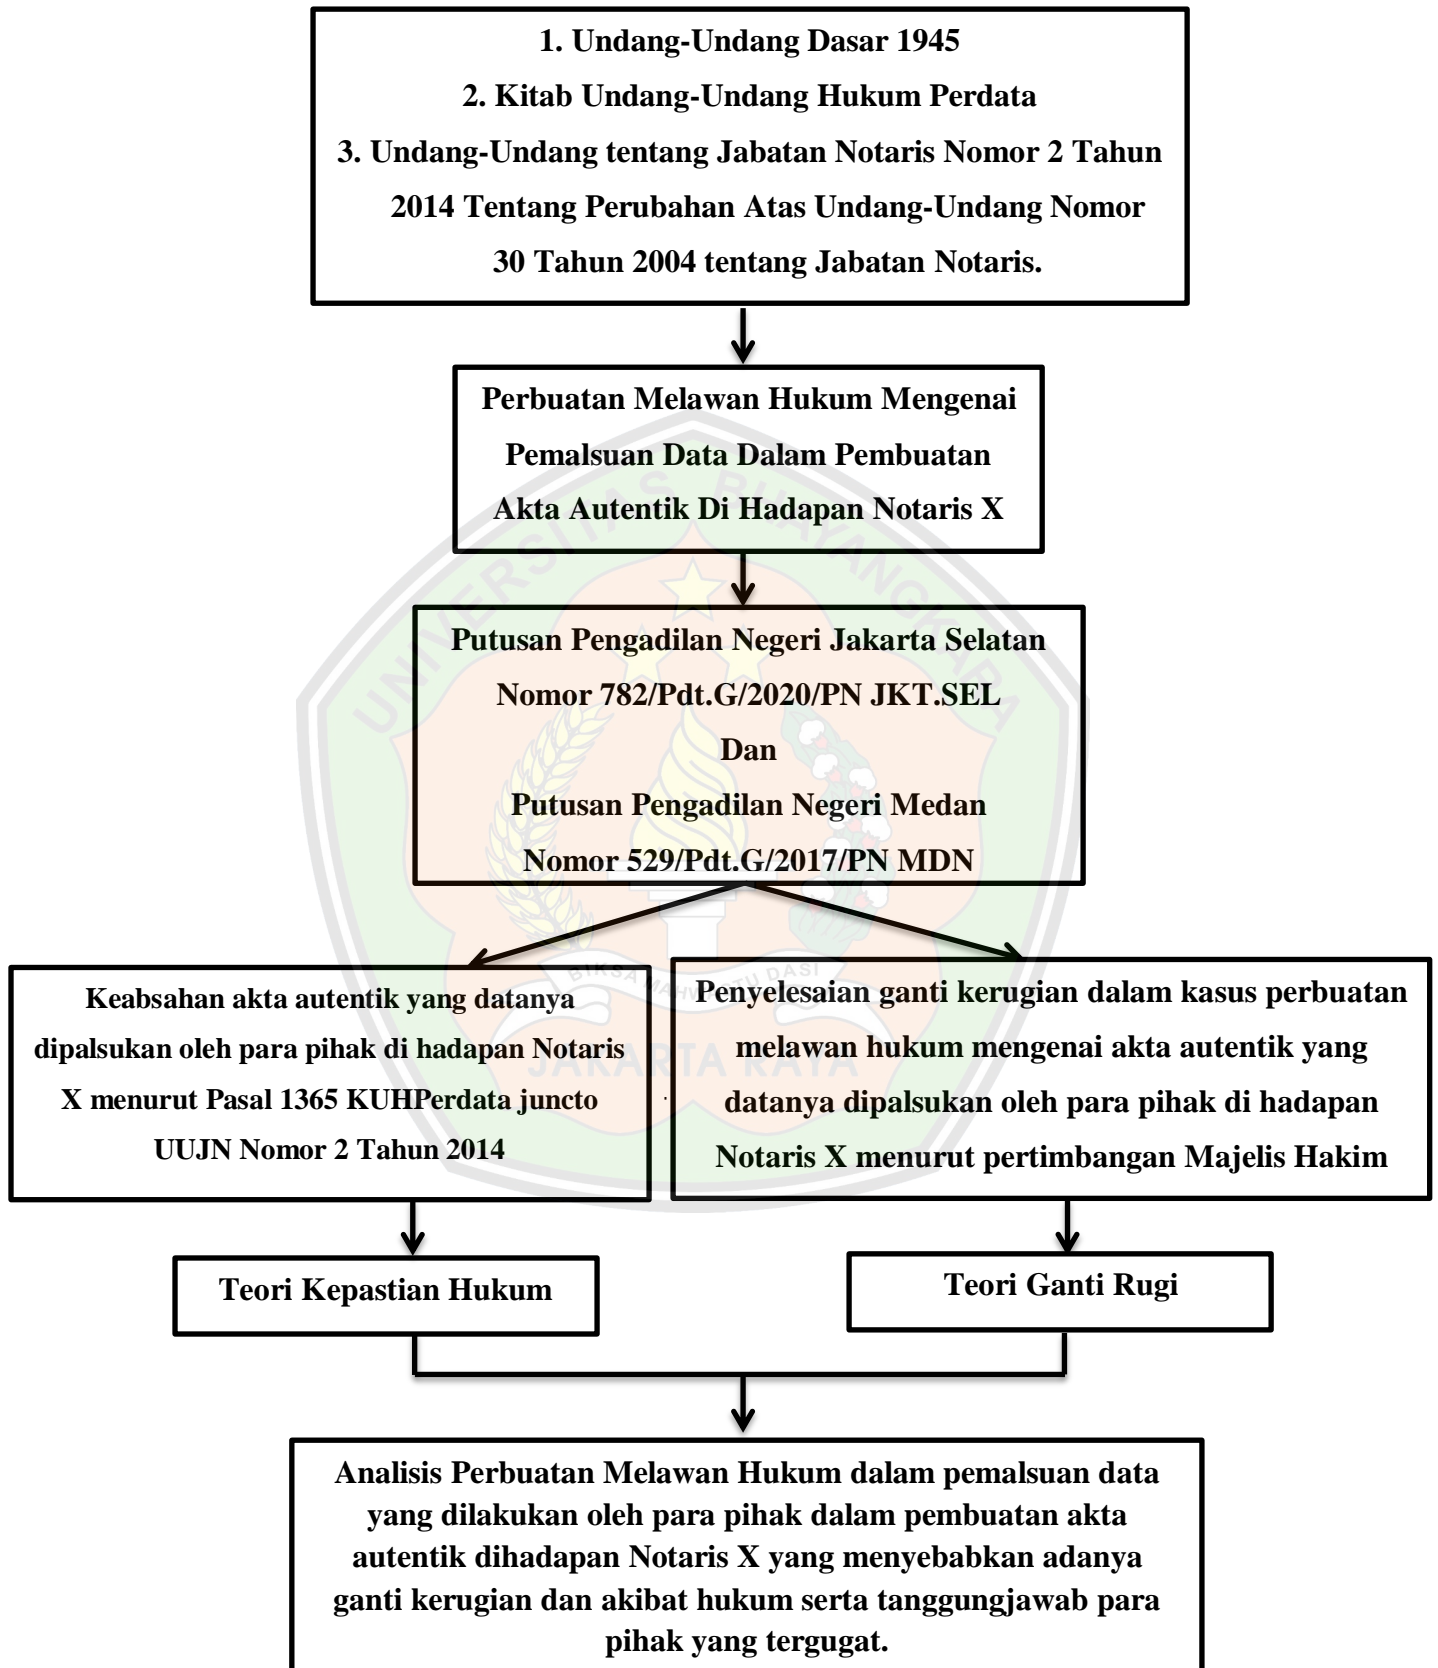 1. Undang-Undang Dasar 1945
2. Kitab Undang-Undang Hukum Perdata
3. Undang-Undang tentang Jabatan Notaris Nomor 2 Tahun
2014 Tentang Perubahan Atas Undang-Undang Nomor
30 Tahun 2004 tentang Jabatan Notaris.
Perbuatan Melawan Hukum Mengenai
Pemalsuan Data Dalam Pembuatan
Akta Autentik Di Hadapan Notaris X
UNIVERSITAS BHAYANGKARA
Putusan Pengadilan Negeri Jakarta Selatan
Nomor 782/Pdt.G/2020/PN JKT.SEL
Dan
Putusan Pengadilan Negeri Medan
Nomor 529/Pdt.G/2017/PN MDN
BIKSA MAHWASTU DASI
JAKARTA RAYA
Keabsahan akta autentik yang datanya
dipalsukan oleh para pihak di hadapan Notaris
X menurut Pasal 1365 KUHPerdata juncto
UUJN Nomor 2 Tahun 2014
Penyelesaian ganti kerugian dalam kasus perbuatan
melawan hukum mengenai akta autentik yang
datanya dipalsukan oleh para pihak di hadapan
Notaris X menurut pertimbangan Majelis Hakim
Teori Kepastian Hukum
Teori Ganti Rugi
Analisis Perbuatan Melawan Hukum dalam pemalsuan data
yang dilakukan oleh para pihak dalam pembuatan akta
autentik dihadapan Notaris X yang menyebabkan adanya
ganti kerugian dan akibat hukum serta tanggungjawab para
pihak yang tergugat.